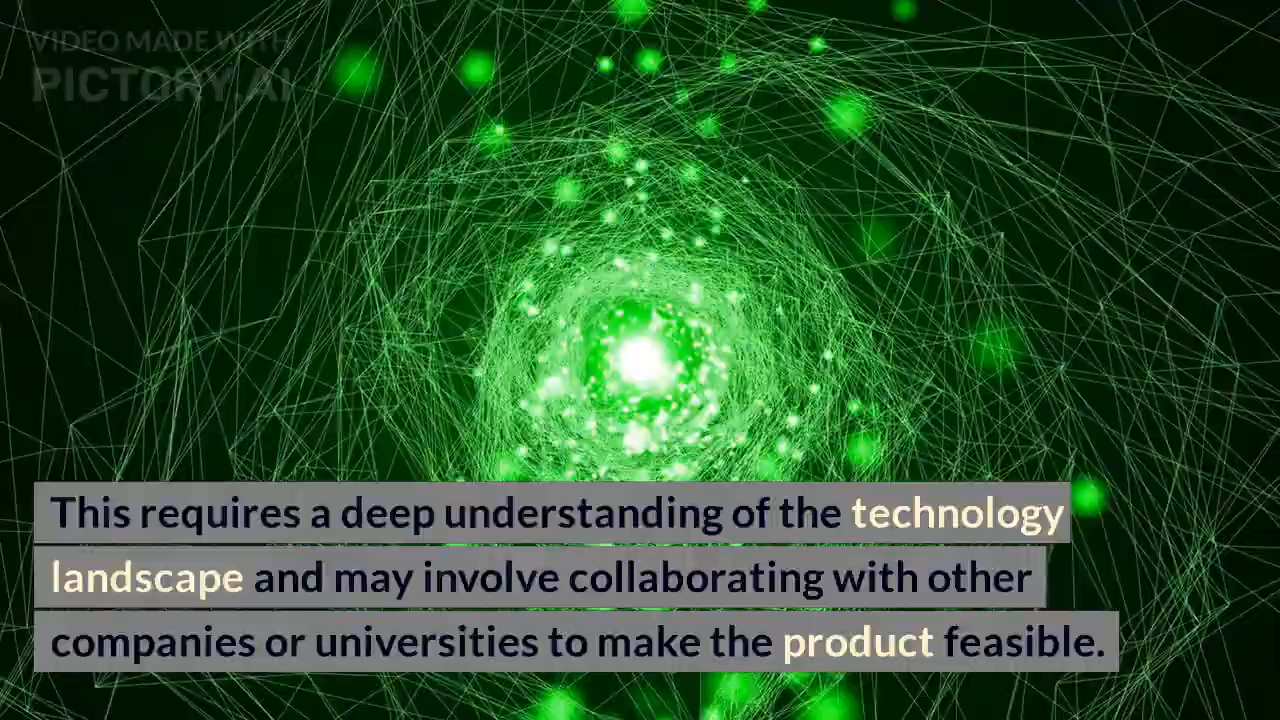 VIDEO MADE WITH
PICTORY.AI
This requires a deep understanding of the technology
landscape and may involve collaborating with other
companies or universities to make the product feasible.